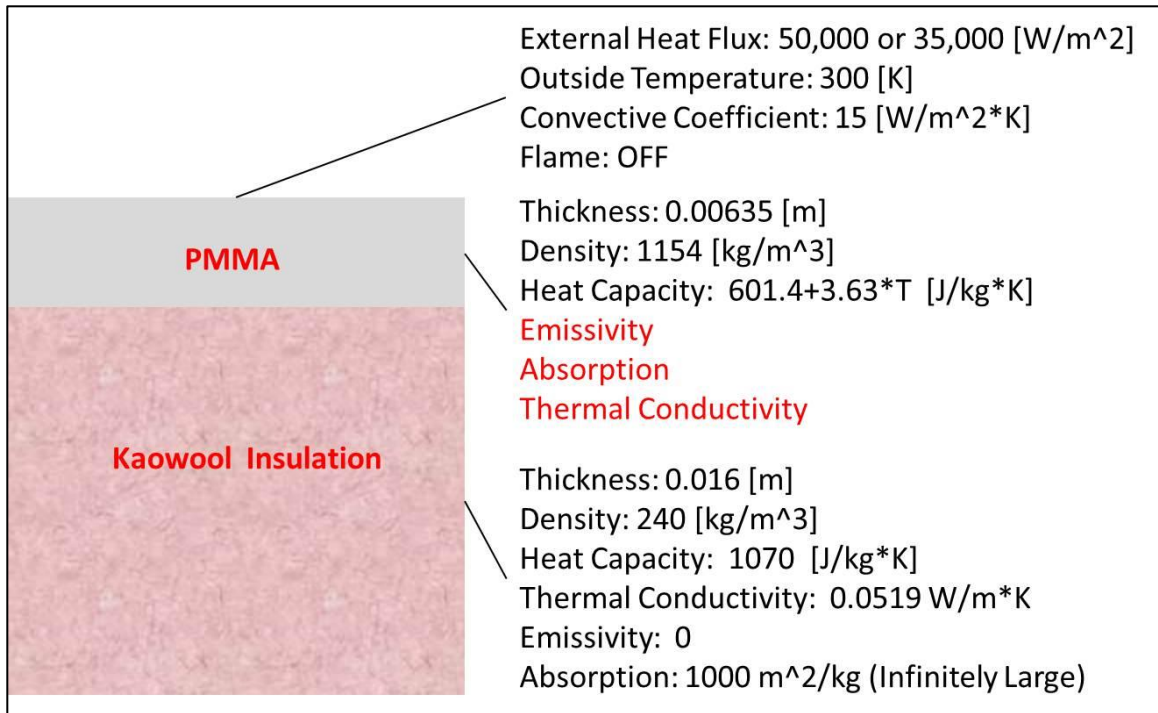 External Heat Flux: 50,000 or 35,000 [W/m^2]
Outside Temperature: 300 [K]
Convective Coefficient: 15 [W/m^2*K]
Flame: OFF
PMMA
Thickness: 0.00635 [m]
Density: 1154 [kg/m^3]
Heat Capacity:  601.4+3.63*T  [J/kg*K]
Emissivity
Absorption
Thermal Conductivity
Kaowool  Insulation
Thickness: 0.016 [m]
Density: 240 [kg/m^3]
Heat Capacity:  1070  [J/kg*K]
Thermal Conductivity:  0.0519 W/m*K
Emissivity:  0
Absorption: 1000 m^2/kg (Infinitely Large)